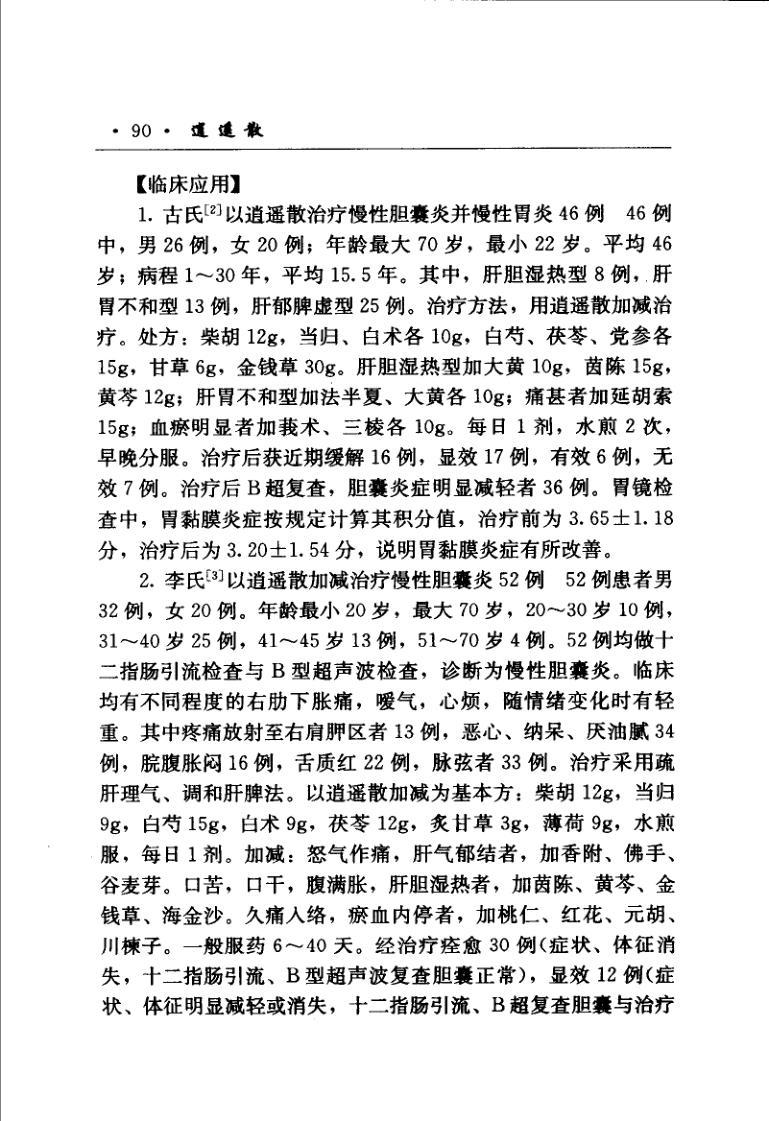 · 90 · 逍遥散
【临床应用】
1. 古氏[2]以逍遥散治疗慢性胆囊炎并慢性胃炎 46 例　46 例
中，男 26 例，女 20 例；年龄最大 70 岁，最小 22 岁。平均 46
岁；病程 1～30 年，平均 15.5 年。其中，肝胆湿热型 8 例，肝
胃不和型 13 例，肝郁脾虚型 25 例。治疗方法，用逍遥散加减治
疗。处方：柴胡 12g，当归、白术各 10g，白芍、茯苓、党参各
15g，甘草 6g，金钱草 30g。肝胆湿热型加大黄 10g，茵陈 15g，
黄芩 12g；肝胃不和型加法半夏、大黄各 10g；痛甚者加延胡索
15g；血瘀明显者加莪术、三棱各 10g。每日 1 剂，水煎 2 次，
早晚分服。治疗后获近期缓解 16 例，显效 17 例，有效 6 例，无
效 7 例。治疗后 B 超复查，胆囊炎症明显减轻者 36 例。胃镜检
查中，胃黏膜炎症按规定计算其积分值，治疗前为 3.65±1.18
分，治疗后为 3.20±1.54 分，说明胃黏膜炎症有所改善。
2. 李氏[3]以逍遥散加减治疗慢性胆囊炎 52 例　52 例患者男
32 例，女 20 例。年龄最小 20 岁，最大 70 岁，20～30 岁 10 例，
31～40 岁 25 例，41～45 岁 13 例，51～70 岁 4 例。52 例均做十
二指肠引流检查与 B 型超声波检查，诊断为慢性胆囊炎。临床
均有不同程度的右肋下胀痛，嗳气，心烦，随情绪变化时有轻
重。其中疼痛放射至右肩胛区者 13 例，恶心、纳呆、厌油腻 34
例，脘腹胀闷 16 例，舌质红 22 例，脉弦者 33 例。治疗采用疏
肝理气、调和肝脾法。以逍遥散加减为基本方：柴胡 12g，当归
9g，白芍 15g，白术 9g，茯苓 12g，炙甘草 3g，薄荷 9g，水煎
服，每日 1 剂。加减：怒气作痛，肝气郁结者，加香附、佛手、
谷麦芽。口苦，口干，腹满胀，肝胆湿热者，加茵陈、黄芩、金
钱草、海金沙。久痛入络，瘀血内停者，加桃仁、红花、元胡、
川楝子。一般服药 6～40 天。经治疗痊愈 30 例（症状、体征消
失，十二指肠引流、B 型超声波复查胆囊正常），显效 12 例（症
状、体征明显减轻或消失，十二指肠引流、B 超复查胆囊与治疗